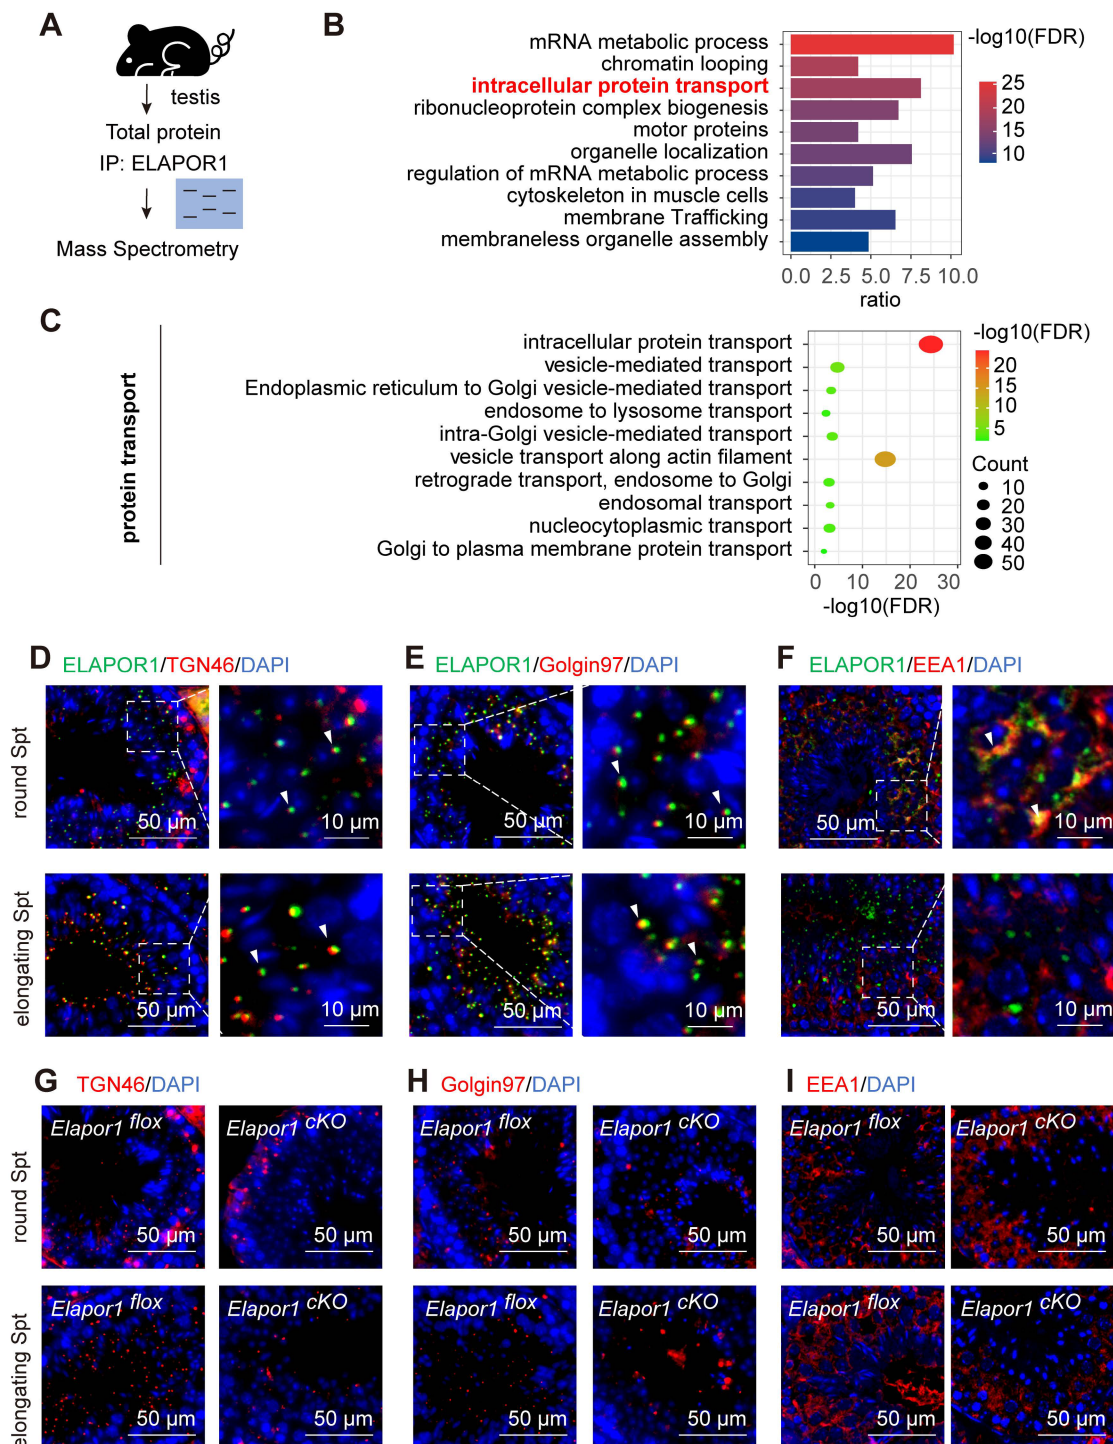 A
testis
Total protein
IP: ELAPOR1
Mass Spectrometry
B
mRNA metabolic process
chromatin looping
intracellular protein transport
ribonucleoprotein complex biogenesis
motor proteins
organelle localization
regulation of mRNA metabolic process
cytoskeleton in muscle cells
membrane Trafficking
membraneless organelle assembly
0.0 2.5 5.0 7.5 10.0
ratio
-log10(FDR)
25
20
15
10
C
protein transport
intracellular protein transport
vesicle-mediated transport
Endoplasmic reticulum to Golgi vesicle-mediated transport
endosome to lysosome transport
intra-Golgi vesicle-mediated transport
vesicle transport along actin filament
retrograde transport, endosome to Golgi
endosomal transport
nucleocytoplasmic transport
Golgi to plasma membrane protein transport
0 10 20 30
-log10(FDR)
-log10(FDR)
20
15
10
5
Count
10
20
30
40
50
D ELAPOR1/TGN46/DAPI
E ELAPOR1/Golgin97/DAPI
F ELAPOR1/EEA1/DAPI
round Spt
50 µm 10 µm 50 µm 10 µm 50 µm 10 µm
elongating Spt
50 µm 10 µm 50 µm 10 µm 50 µm 10 µm
G TGN46/DAPI
H Golgin97/DAPI
I EEA1/DAPI
round Spt
Elapor1 flox Elapor1 cKO Elapor1 flox Elapor1 cKO Elapor1 flox Elapor1 cKO
50 µm 50 µm 50 µm 50 µm 50 µm 50 µm
elongating Spt
Elapor1 flox Elapor1 cKO Elapor1 flox Elapor1 cKO Elapor1 flox Elapor1 cKO
50 µm 50 µm 50 µm 50 µm 50 µm 50 µm